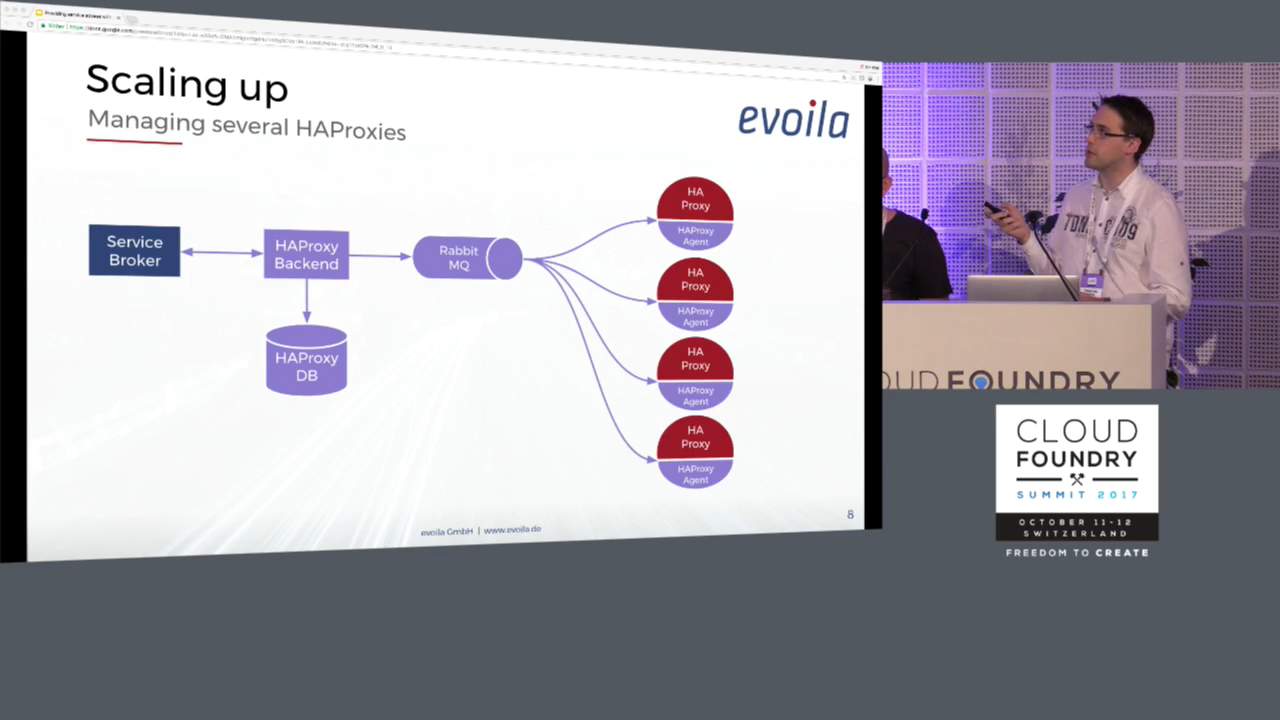 Scaling up
Managing several HAProxies
evoila
Service
Broker
HAProxy
Backend
HAProxy
DB
Rabbit
MQ
HA
Proxy
HAProxy
Agent
HA
Proxy
HAProxy
Agent
HA
Proxy
HAProxy
Agent
HA
Proxy
HAProxy
Agent
evoila GmbH | www.evoila.de
8
OUD FOUNDRY
CLOUD
FOUNDRY
SUMMIT 2017
OCTOBER 11-12
SWITZERLAND
FREEDOM TO CREATE